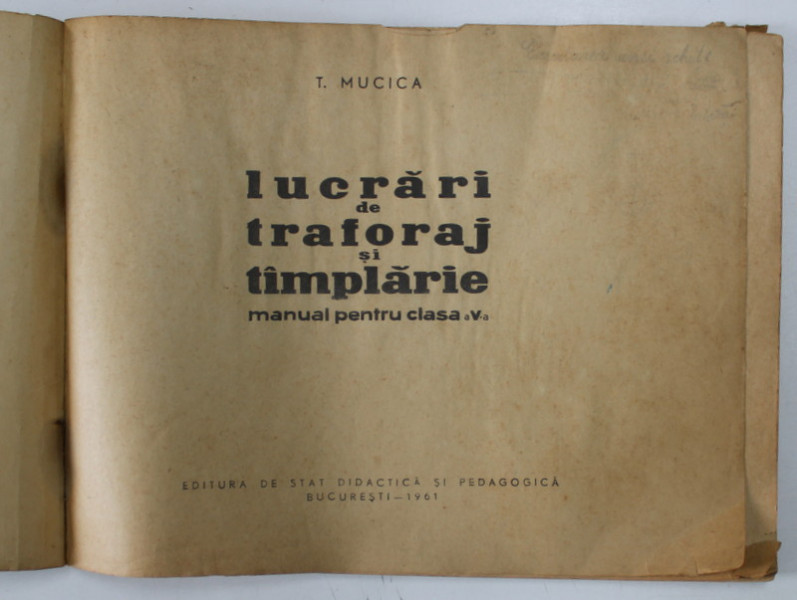 T. MUCICA
lucrări
de
traforaj
și
tîmplărie
manual pentru clasa a V-a
EDITURA DE STAT DIDACTICĂ ȘI PEDAGOGICĂ
BUCUREȘTI—1961